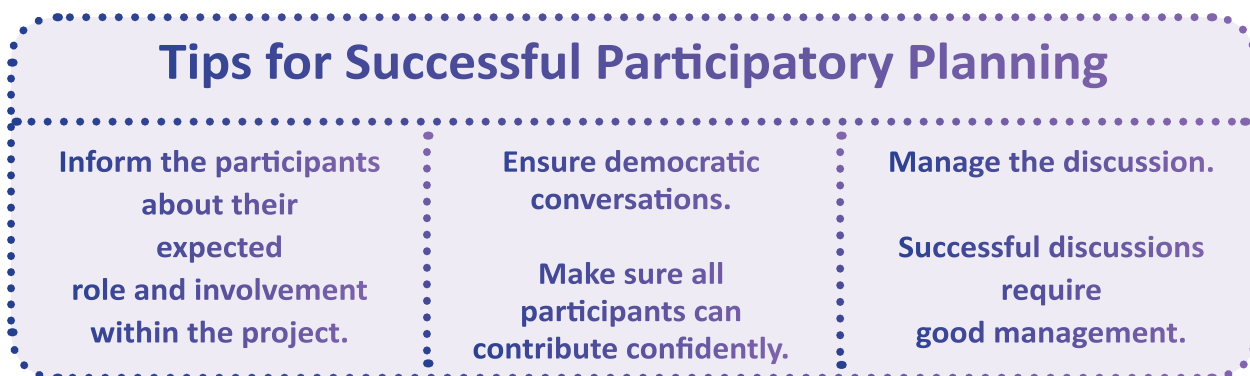 Tips for Successful Participatory Planning
Inform the participants
about their
expected
role and involvement
within the project.
Ensure democratic
conversations.
Make sure all
participants can
contribute confidently.
Manage the discussion.
Successful discussions
require
good management.